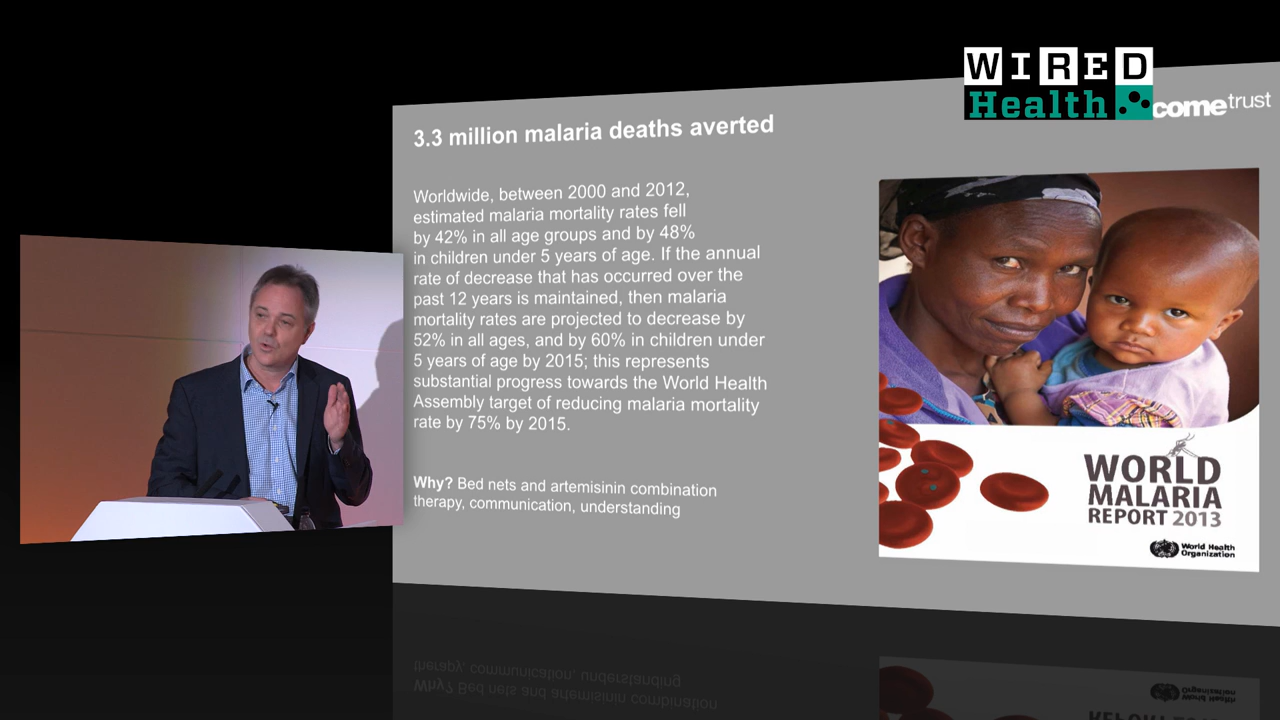 WIRED
Health
come trust
3.3 million malaria deaths averted
Worldwide, between 2000 and 2012,
estimated malaria mortality rates fell
by 42% in all age groups and by 48%
in children under 5 years of age. If the annual
rate of decrease that has occurred over the
past 12 years is maintained, then malaria
mortality rates are projected to decrease by
52% in all ages, and by 60% in children under
5 years of age by 2015; this represents
substantial progress towards the World Health
Assembly target of reducing malaria mortality
rate by 75% by 2015.
Why? Bed nets and artemisinin combination
therapy, communication, understanding
WORLD
MALARIA
REPORT 2013
World Health
Organization